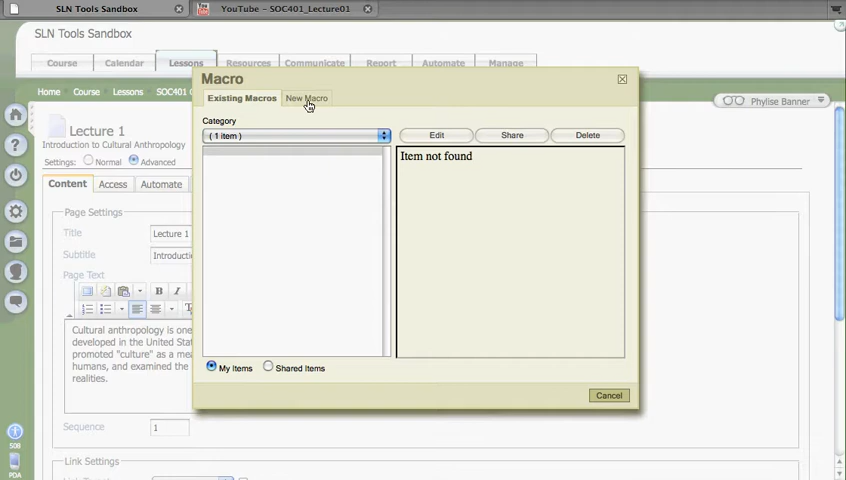 SLN Tools Sandbox
YouTube - SOC401_Lecture01
SLN Tools Sandbox
Course Calendar Lessons Resources Communicate Report Automate Manage
Home Course Lessons SOC401
Phylise Banner
Macro
Existing Macros New Macro
Category
( 1 item ) Edit Share Delete
Item not found
My Items Shared Items
Cancel
Lecture 1
Introduction to Cultural Anthropology
Settings: Normal Advanced
Content Access Automate
Page Settings
Title Lecture 1
Subtitle
Page Text
B I
Cultural anthropology is one
developed in the United
promoted "culture" as a
humans, and examined the
realities.
Sequence 1
Link Settings
508
PDA